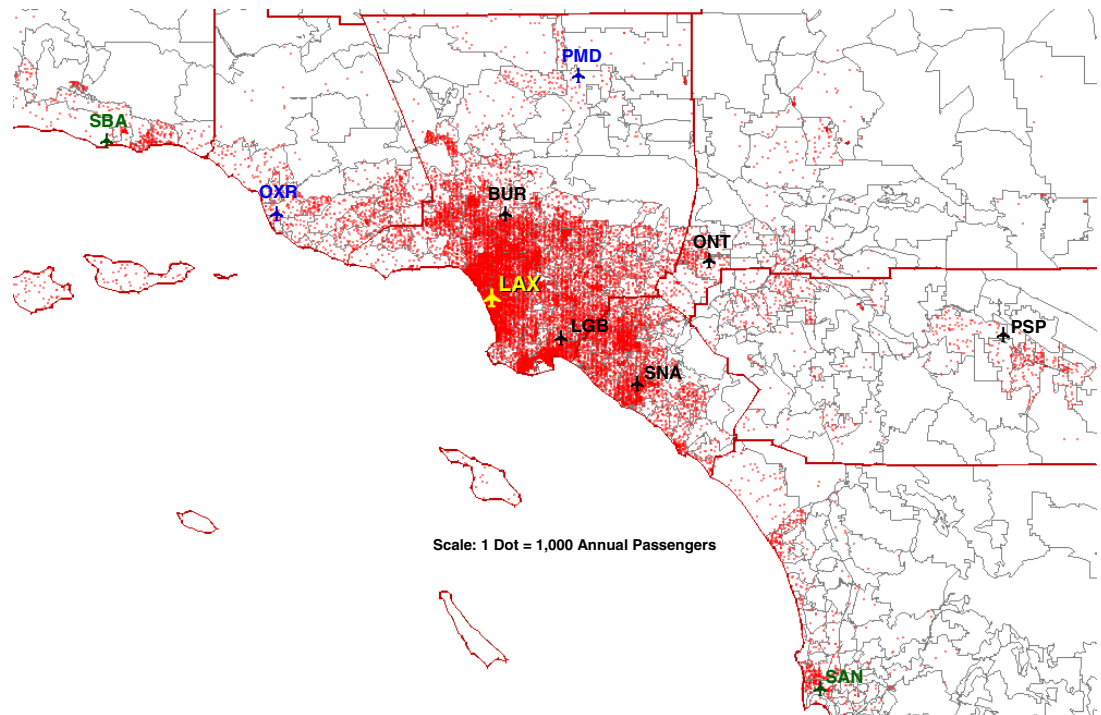 PMD
SBA
OXR
BUR
ONT
LAX
LGB
PSP
SNA
Scale: 1 Dot = 1,000 Annual Passengers
SAN